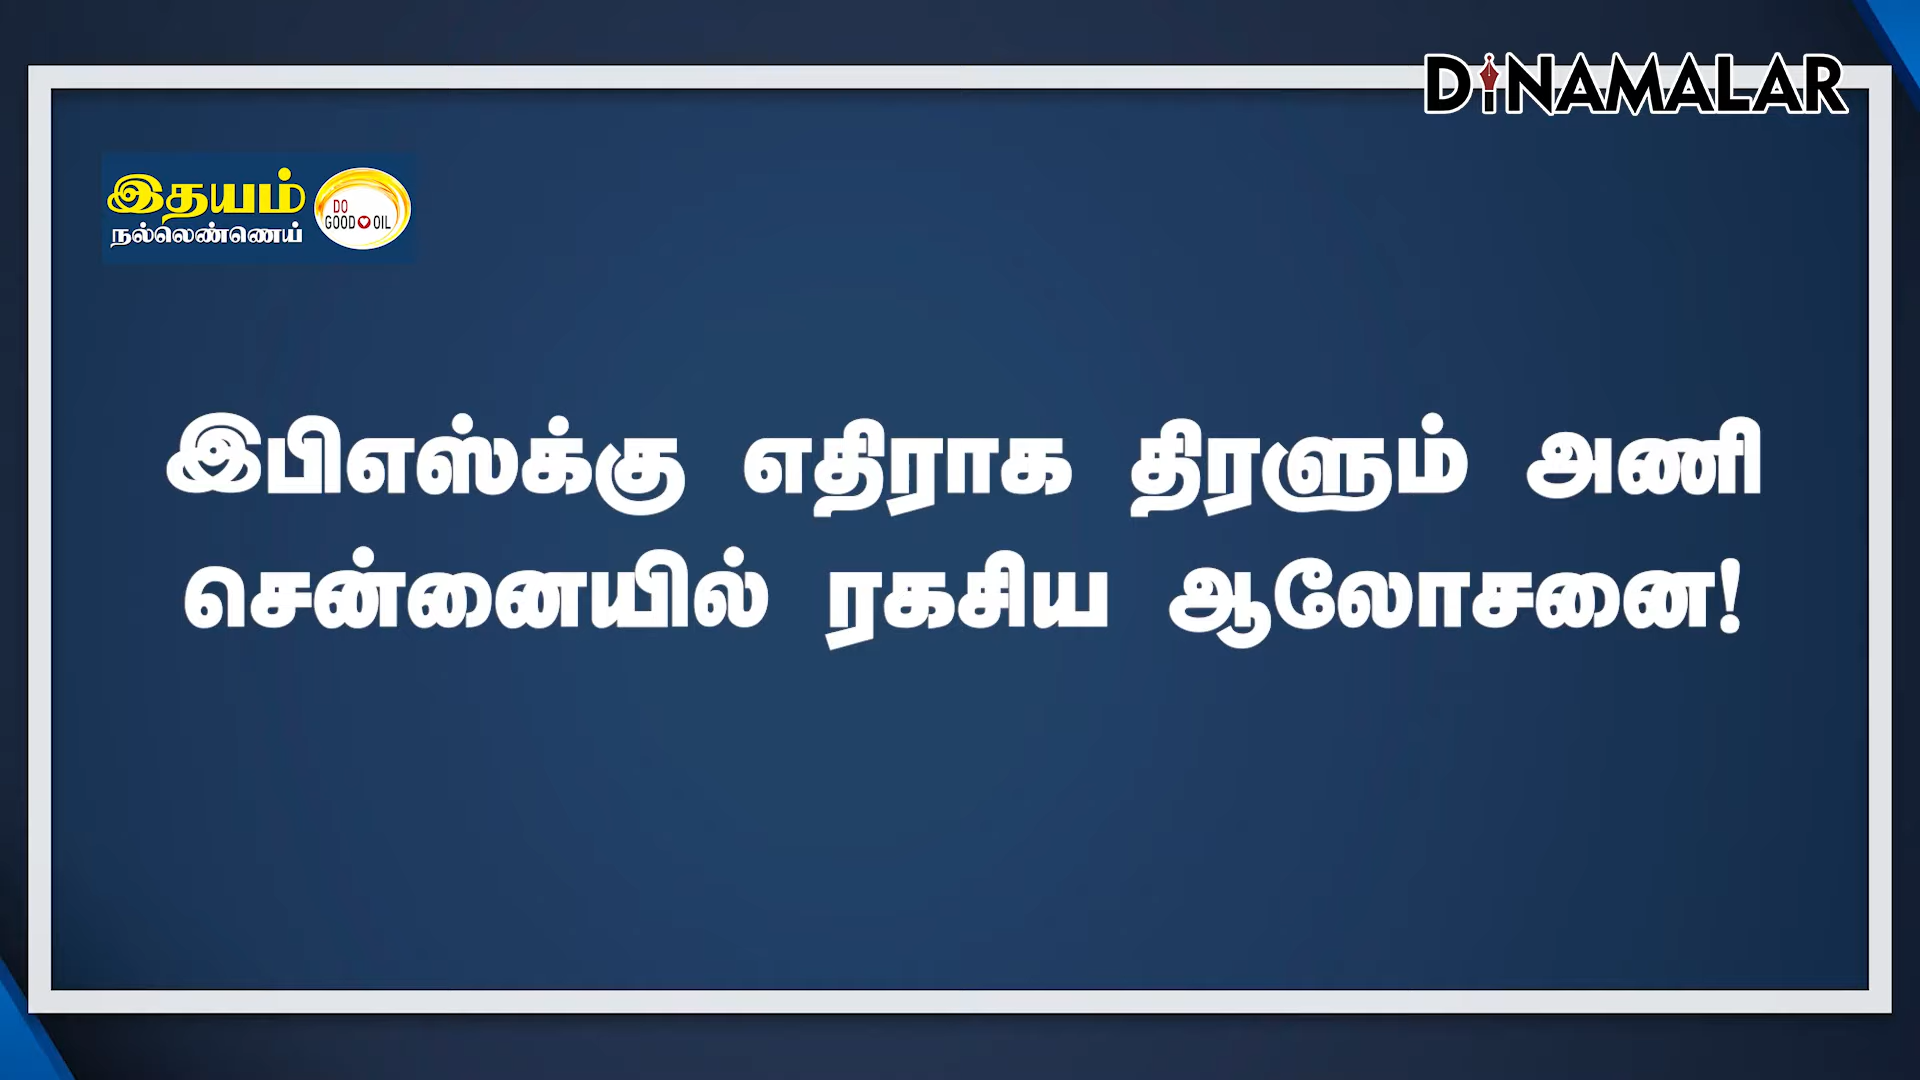 DINAMALAR
இதயம்
நல்லெண்ணெய்
DO
GOOD OIL
இபிஎஸ்க்கு எதிராக திரளும் அணி
சென்னையில் ரகசிய ஆலோசனை!